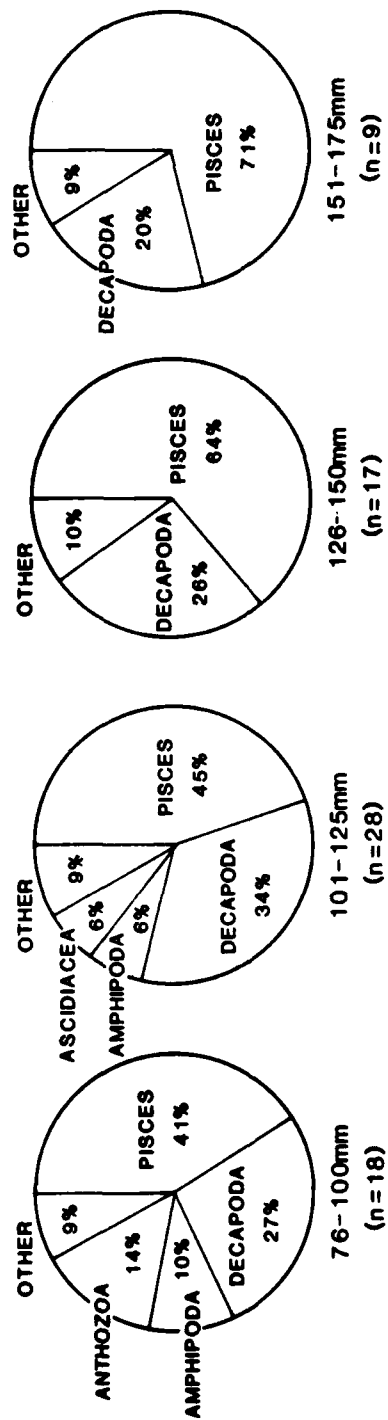 OTHER
9%
ANTHOZOA
14%
PISCES
41%
10%
AMPHIPODA
DECAPODA
27%
76-100mm
(n=18)
OTHER
9%
ASCIDIACEA
6%
AMPHIPODA
6%
PISCES
45%
DECAPODA
34%
101-125mm
(n=28)
OTHER
10%
PISCES
64%
DECAPODA
26%
126-150mm
(n=17)
OTHER
9%
PISCES
71%
DECAPODA
20%
151-175mm
(n=9)